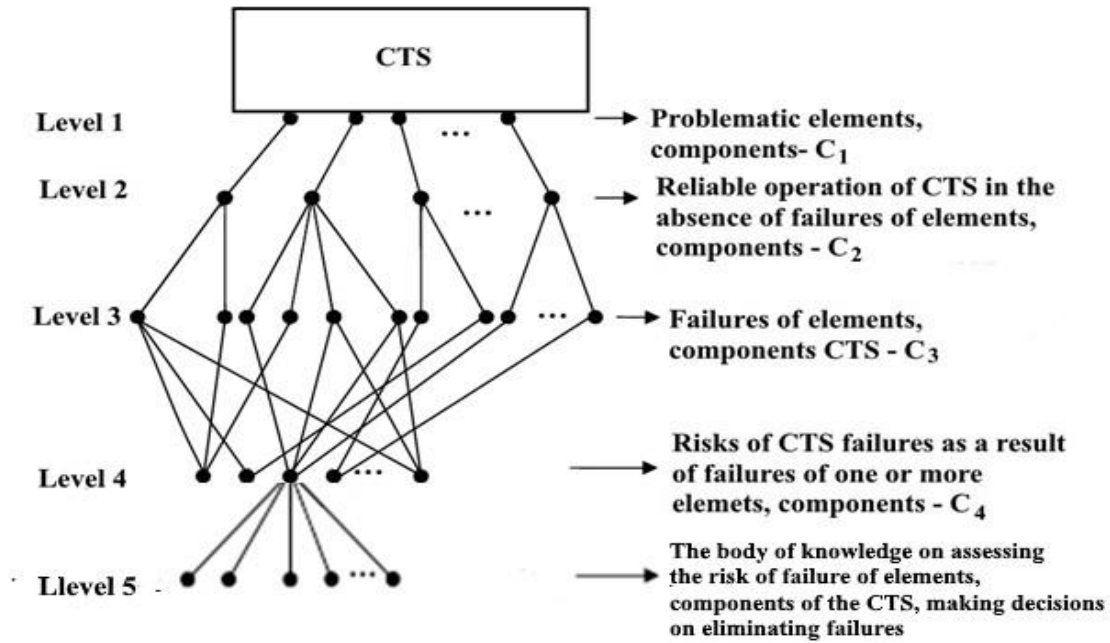 CTS
Level 1
Problematic elements,
components- C1
Level 2
Reliable operation of CTS in the
absence of failures of elements,
components - C2
...
...
Level 3
...
Failures of elements,
components CTS - C3
Level 4
...
Risks of CTS failures as a result
of failures of one or more
elemets, components - C4
Llevel 5
...
The body of knowledge on assessing
the risk of failure of elements,
components of the CTS, making decisions
on eliminating failures